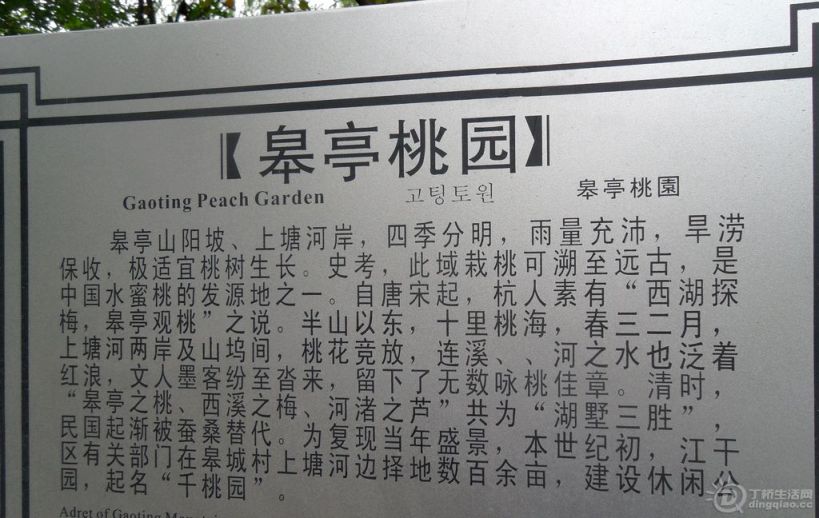 【皋亭桃园】
Gaoting Peach Garden 고팅토원 皋亭桃園
皋亭山阳坡、上塘河岸，四季分明，雨量充沛，旱涝
保收，极适宜桃树生长。史考，此域栽桃可溯至远古，是
中国水蜜桃的发源地之一。自唐宋起，杭人素有“西湖探
梅，皋亭观桃”之说。半山以东，十里桃海，春三二月，
上塘河两岸及山坞间，桃花竞放，连溪、、河之水也泛着
红浪，文人墨客纷至沓来，留下了无数咏桃佳章。清时，
“皋亭之桃、西溪之梅、河渚之芦”共为“湖墅三胜”，
民国起渐被蚕桑替代。为复现当年盛景，本世纪初，江干
区有关部门在皋城村上塘河边择地数百余亩，建设休闲公
园，起名“千桃园”。
Adret of Gaoting
丁桥生活网
dingqiao.cc